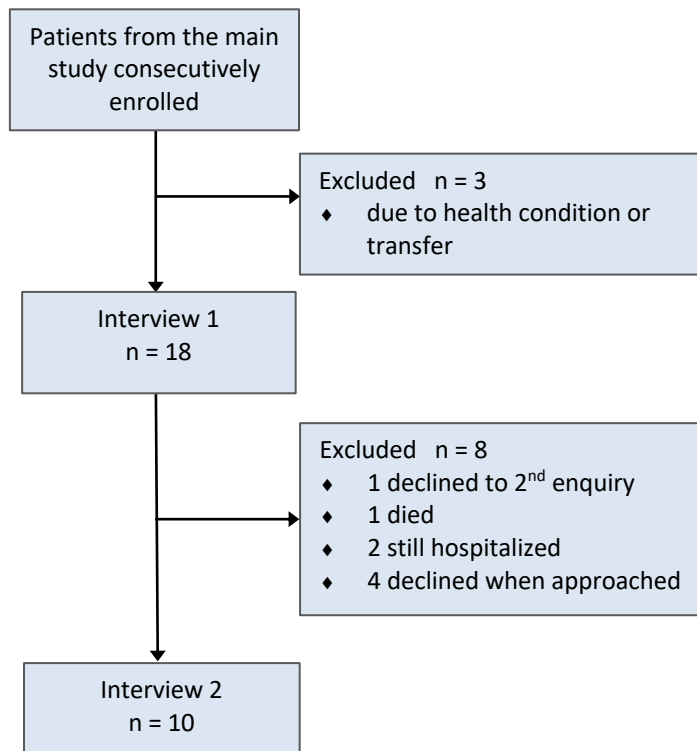 Patients from the main
study consecutively
enrolled
Excluded n = 3
♦ due to health condition or
transfer
Interview 1
n = 18
Excluded n = 8
♦ 1 declined to 2nd enquiry
♦ 1 died
♦ 2 still hospitalized
♦ 4 declined when approached
Interview 2
n = 10